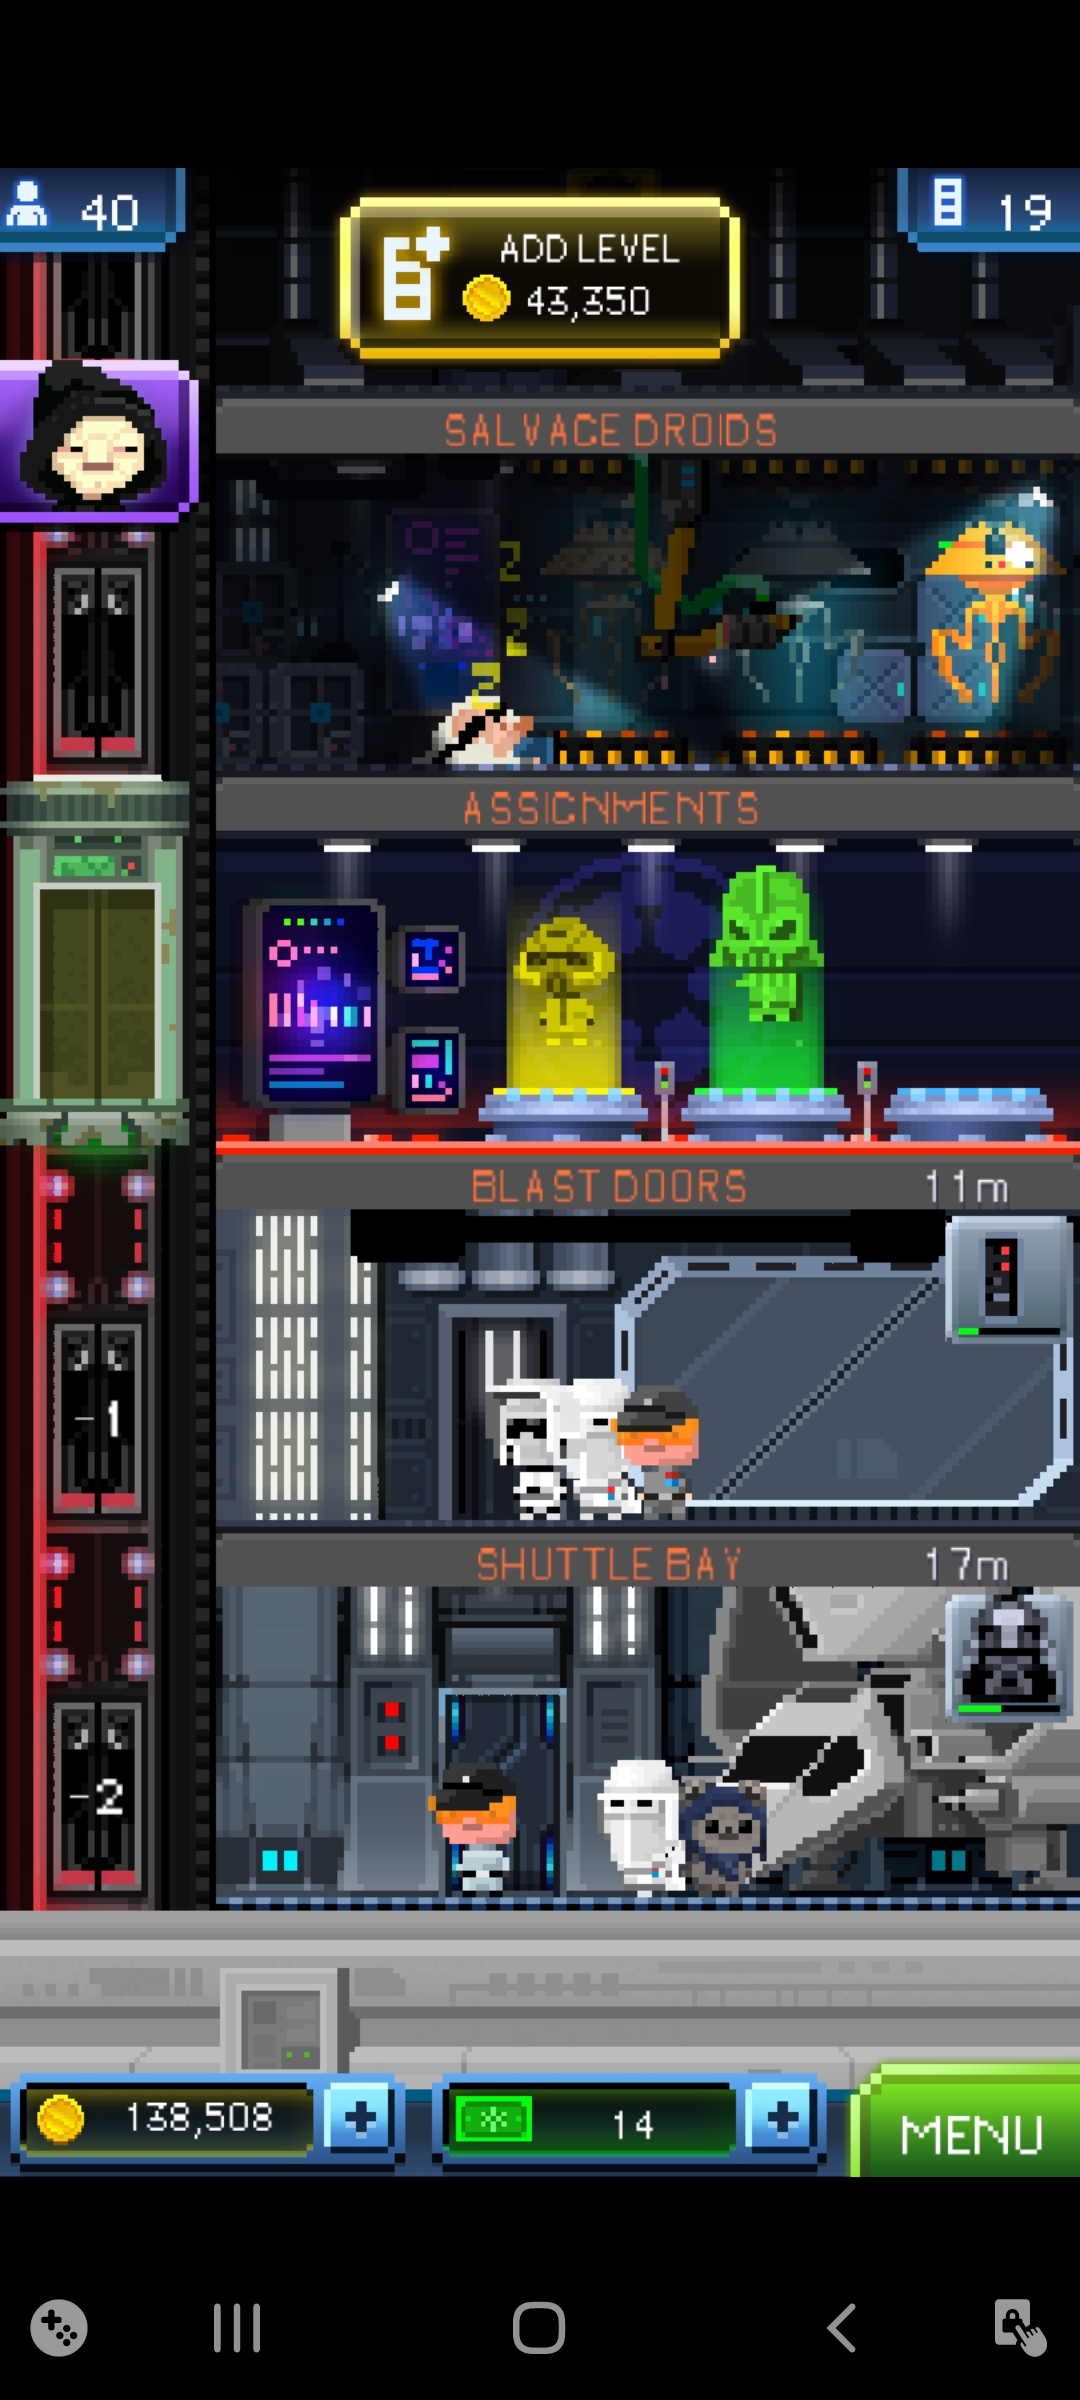 40
ADD LEVEL
43,350
19
SALVAGE DROIDS
ASSIGNMENTS
BLAST DOORS 11m
-1
SHUTTLE BAY 17m
-2
138,508
14
MENU